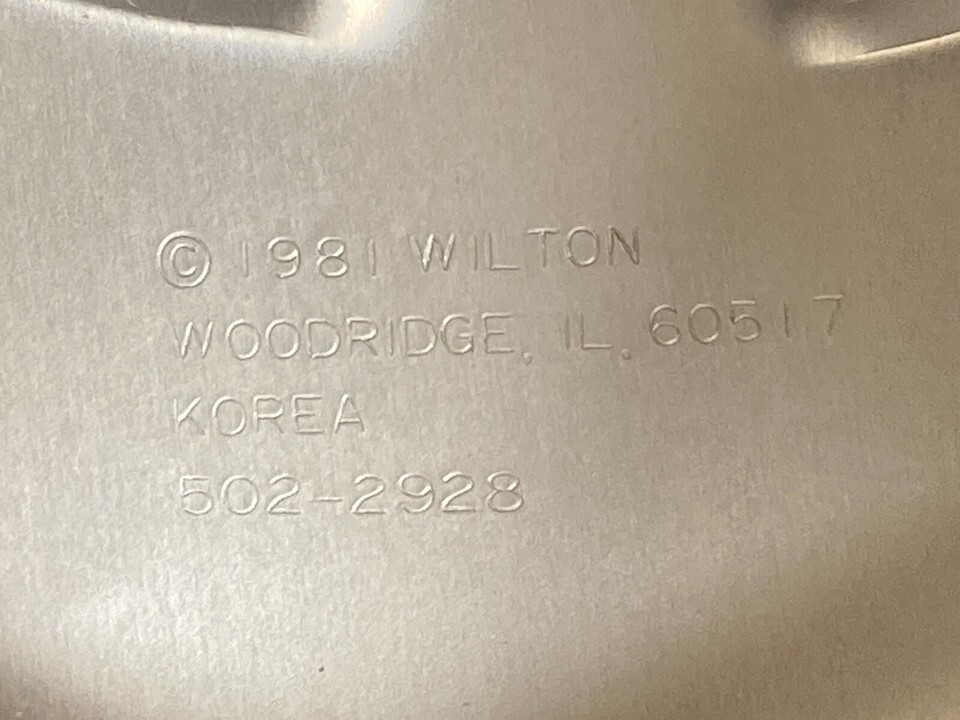 © 1981 WILTON
WOODRIDGE, IL. 60517
KOREA
502-2928